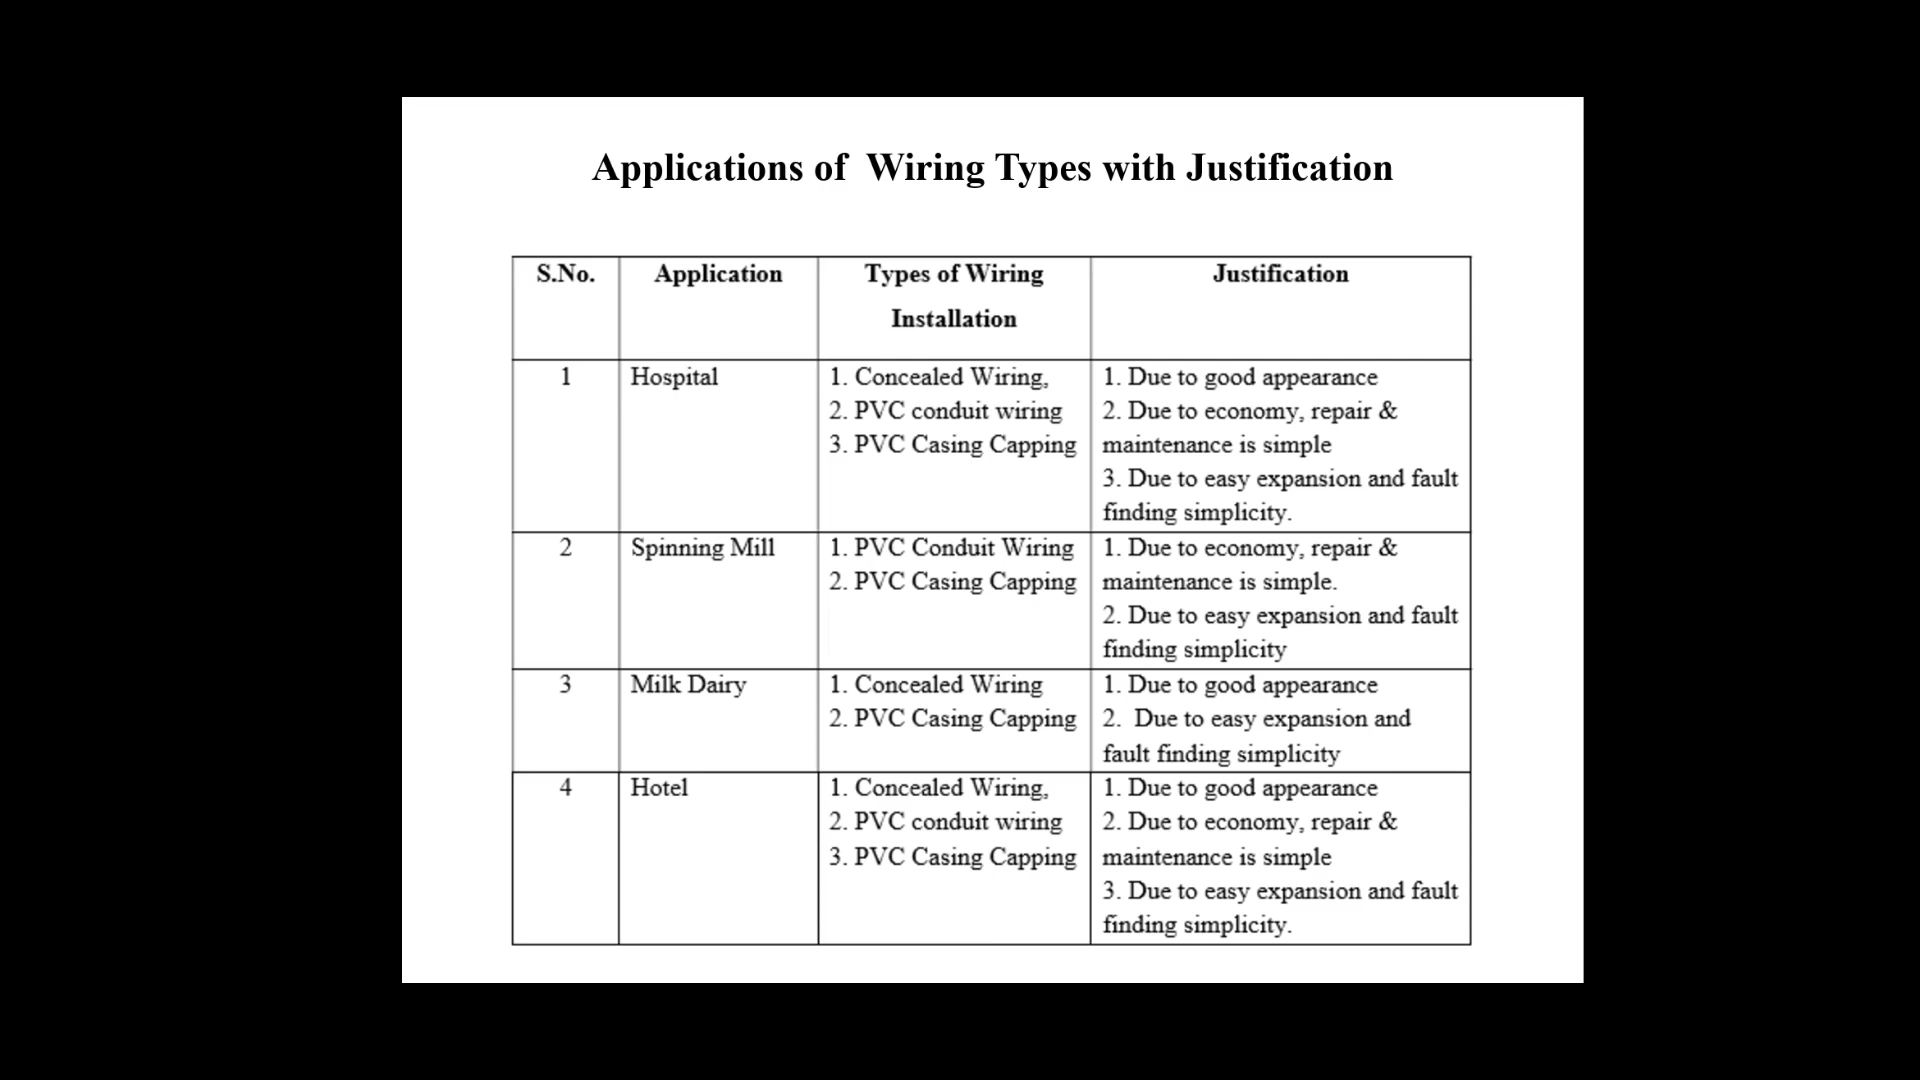 Applications of  Wiring Types with Justification
S.No. Application Types of Wiring Justification
Installation
1 Hospital 1. Concealed Wiring, 1. Due to good appearance
2. PVC conduit wiring 2. Due to economy, repair &
3. PVC Casing Capping maintenance is simple
3. Due to easy expansion and fault
finding simplicity.
2 Spinning Mill 1. PVC Conduit Wiring 1. Due to economy, repair &
2. PVC Casing Capping maintenance is simple.
2. Due to easy expansion and fault
finding simplicity
3 Milk Dairy 1. Concealed Wiring 1. Due to good appearance
2. PVC Casing Capping 2.  Due to easy expansion and
fault finding simplicity
4 Hotel 1. Concealed Wiring, 1. Due to good appearance
2. PVC conduit wiring 2. Due to economy, repair &
3. PVC Casing Capping maintenance is simple
3. Due to easy expansion and fault
finding simplicity.